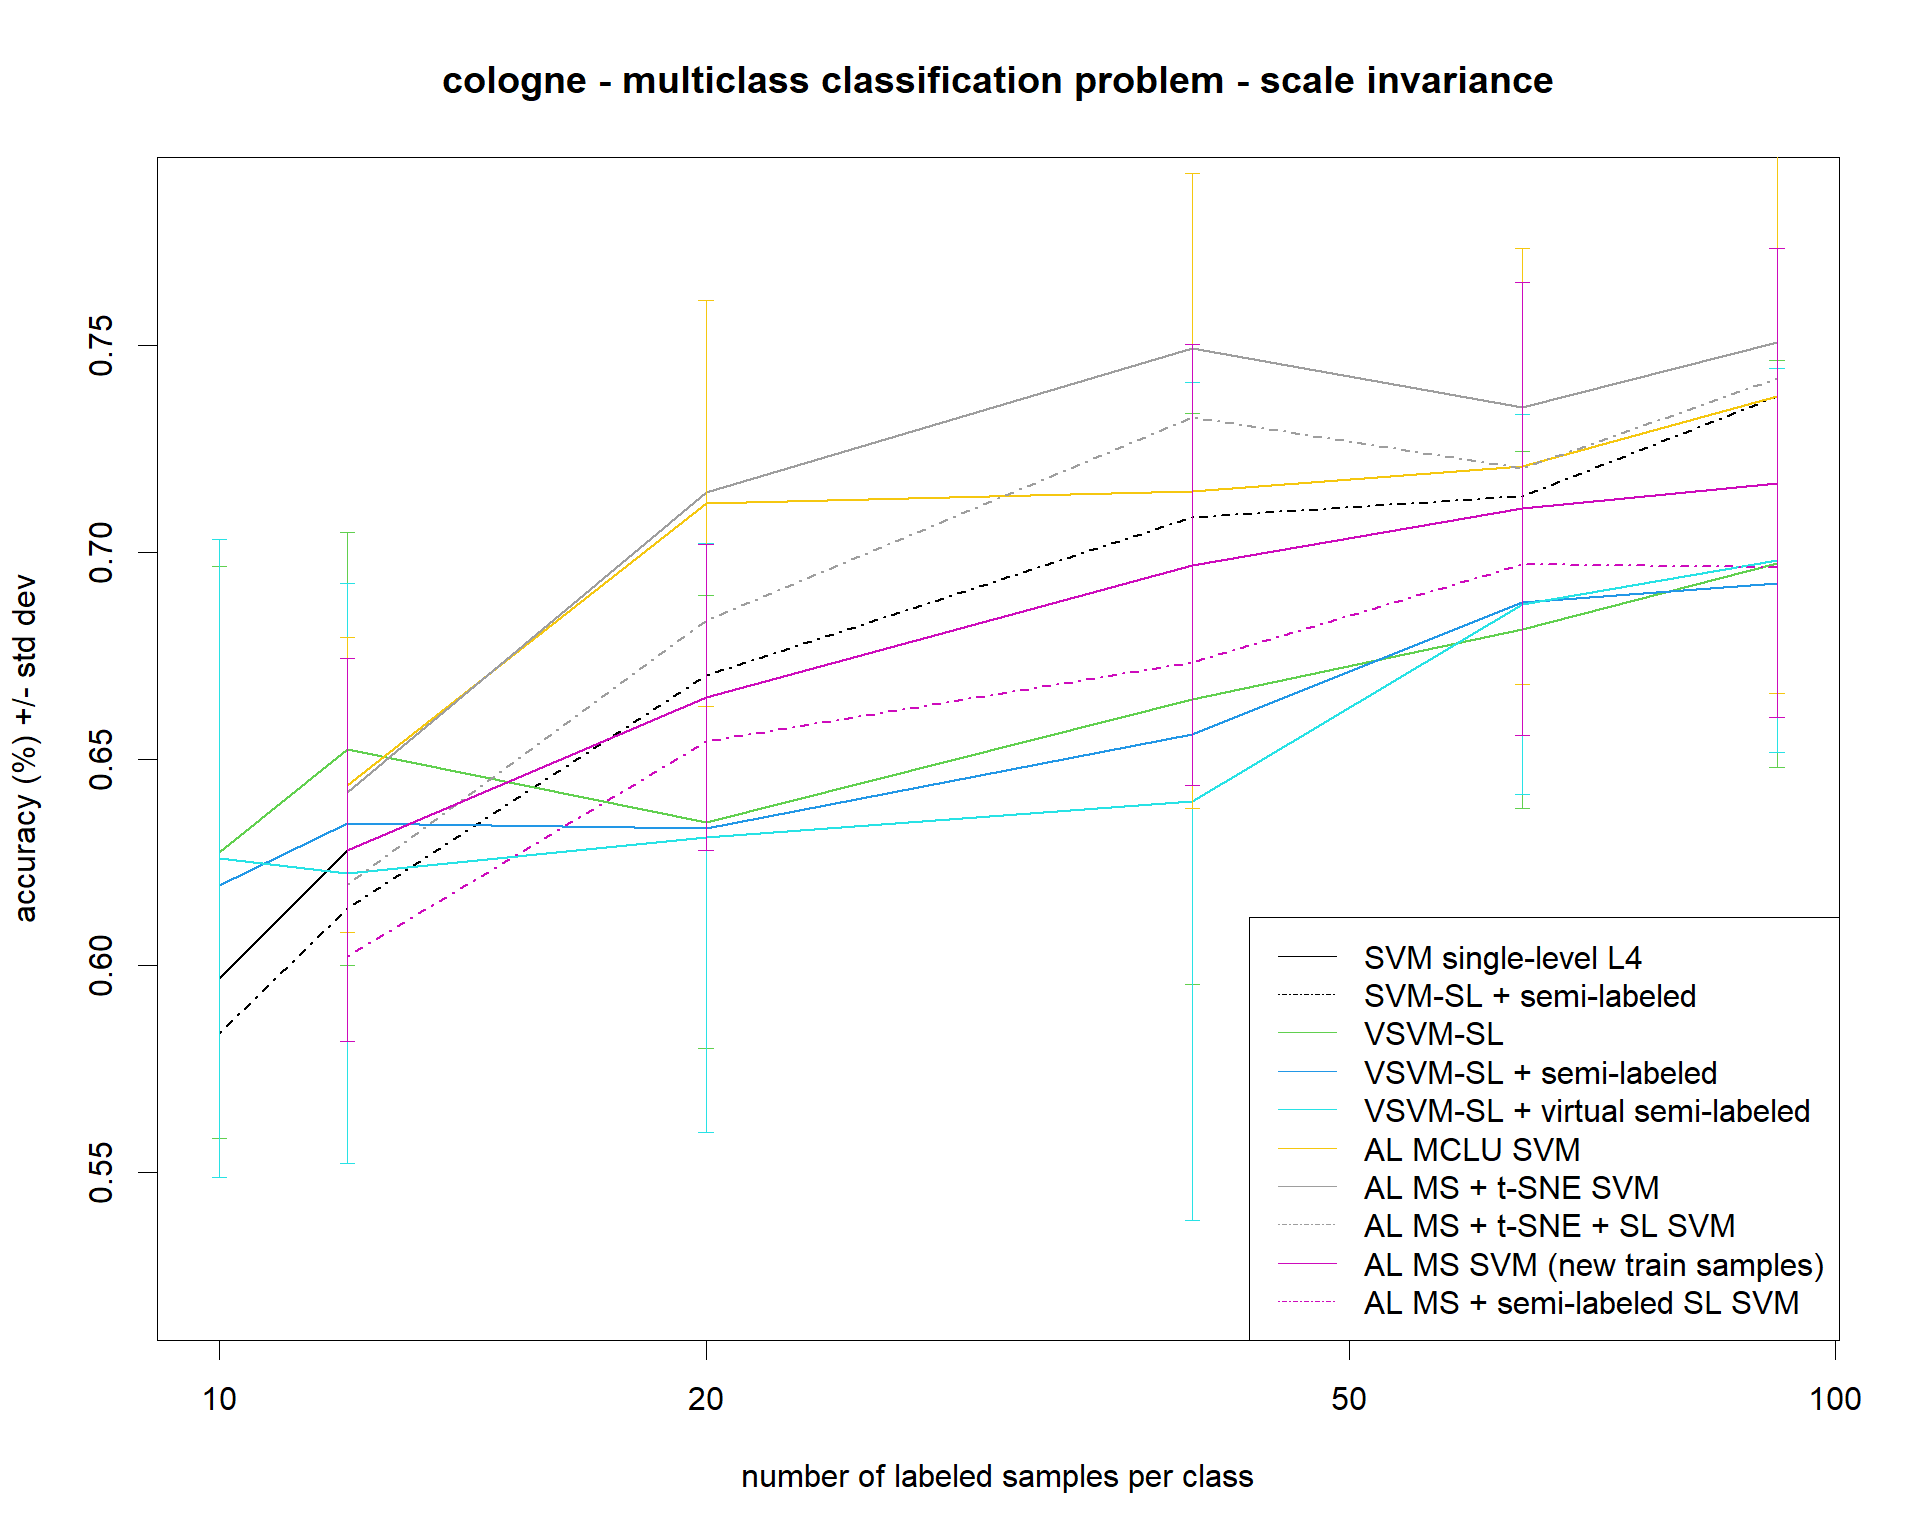 cologne - multiclass classification problem - scale invariance
accuracy (%) +/- std dev
0.75
0.70
0.65
0.60
0.55
SVM single-level L4
SVM-SL + semi-labeled
VSVM-SL
VSVM-SL + semi-labeled
VSVM-SL + virtual semi-labeled
AL MCLU SVM
AL MS + t-SNE SVM
AL MS + t-SNE + SL SVM
AL MS SVM (new train samples)
AL MS + semi-labeled SL SVM
10
20
50
100
number of labeled samples per class